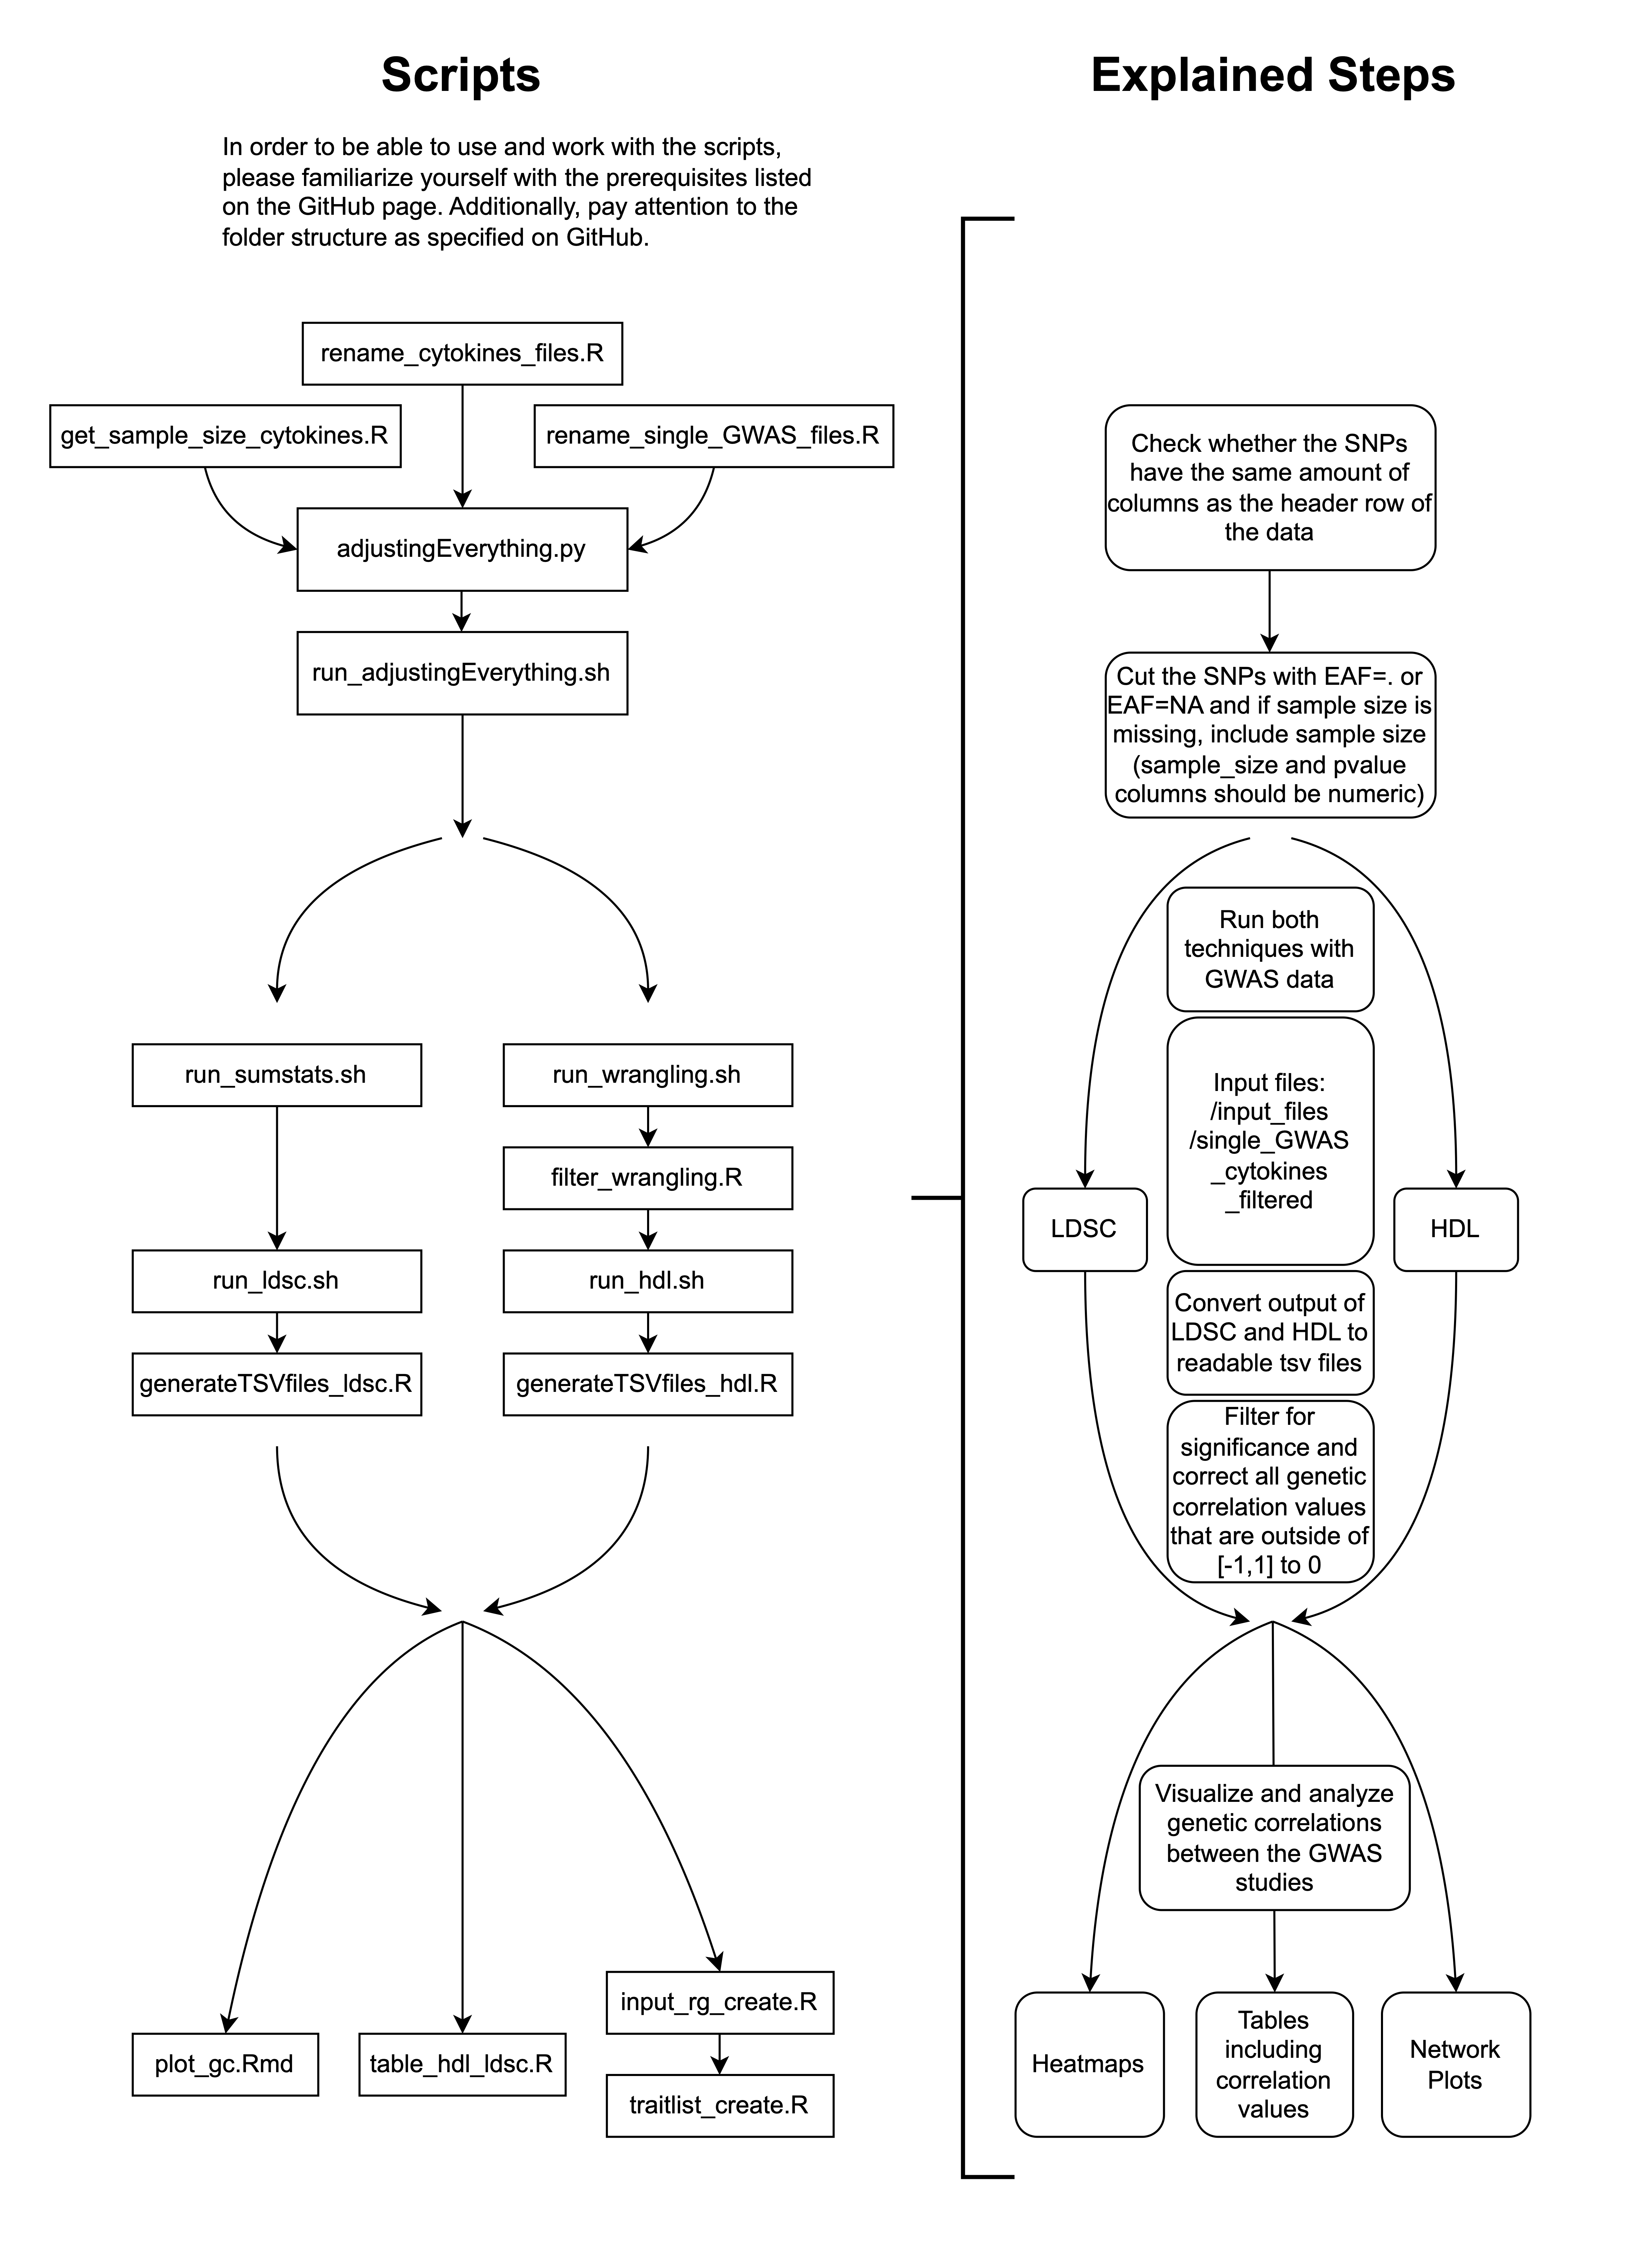 Scripts
In order to be able to use and work with the scripts,
please familiarize yourself with the prerequisites listed
on the GitHub page. Additionally, pay attention to the
folder structure as specified on GitHub.
rename_cytokines_files.R
get_sample_size_cytokines.R
rename_single_GWAS_files.R
adjustingEverything.py
run_adjustingEverything.sh
run_sumstats.sh
run_wrangling.sh
filter_wrangling.R
run_ldsc.sh
run_hdl.sh
generateTSVfiles_ldsc.R
generateTSVfiles_hdl.R
input_rg_create.R
plot_gc.Rmd
table_hdl_ldsc.R
traitlist_create.R
Explained Steps
Check whether the SNPs
have the same amount of
columns as the header row of
the data
Cut the SNPs with EAF=. or
EAF=NA and if sample size is
missing, include sample size
(sample_size and pvalue
columns should be numeric)
Run both
techniques with
GWAS data
Input files:
/input_files
/single_GWAS
_cytokines
_filtered
LDSC
HDL
Convert output of
LDSC and HDL to
readable tsv files
Filter for
significance and
correct all genetic
correlation values
that are outside of
[-1,1] to 0
Visualize and analyze
genetic correlations
between the GWAS
studies
Heatmaps
Tables
including
correlation
values
Network
Plots